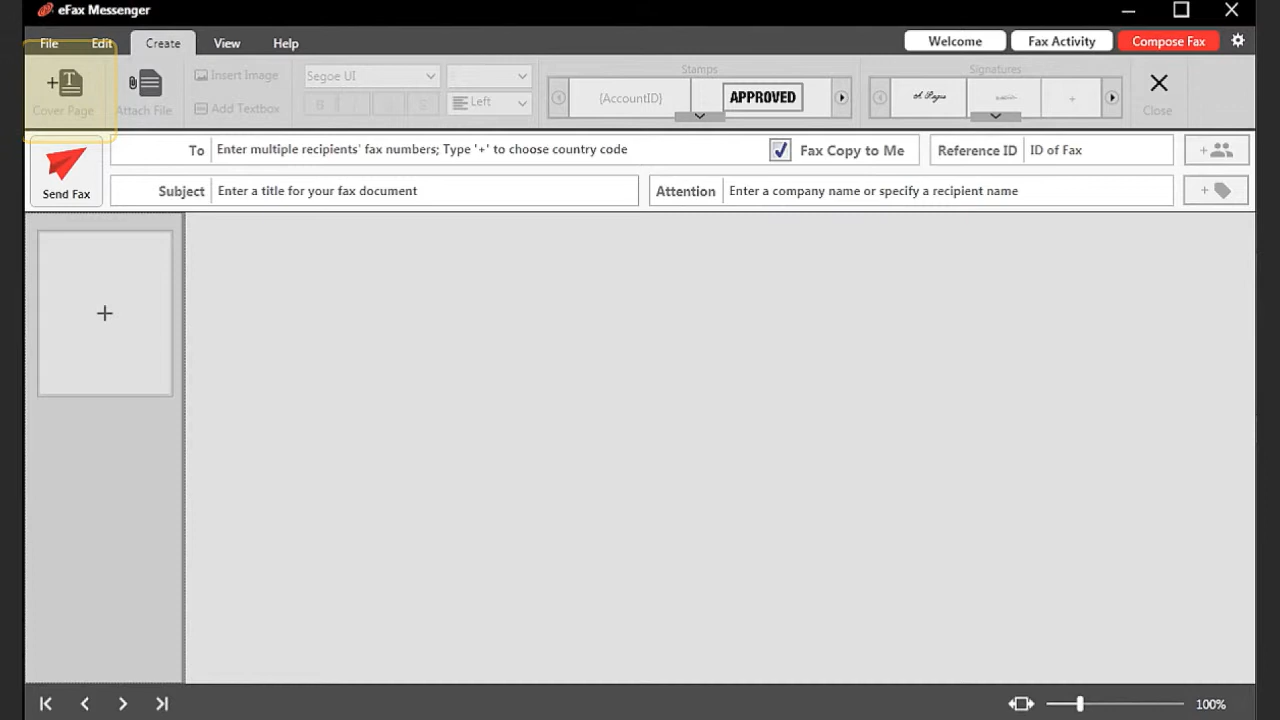 eFax Messenger
File Edit Create View Help Welcome Fax Activity Compose Fax
Cover Page Attach File Insert Image Add Textbox Segoe UI Left
Stamps
{AccountID} APPROVED
Signatures
Close
Send Fax
To Enter multiple recipients' fax numbers; Type '+' to choose country code Fax Copy to Me Reference ID ID of Fax
Subject Enter a title for your fax document Attention Enter a company name or specify a recipient name
100%